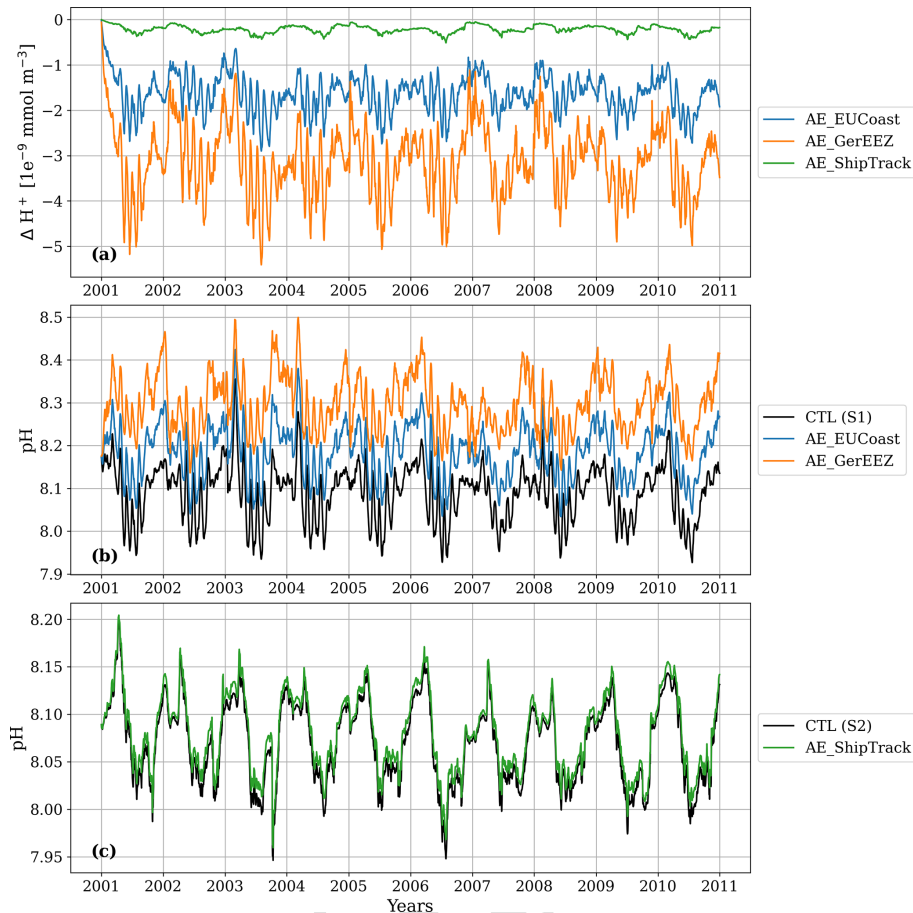 0
−1
−2
−3
−4
−5
Δ H⁺ [1e⁻⁹ mmol m⁻³]
(a)
2001 2002 2003 2004 2005 2006 2007 2008 2009 2010 2011
AE_EUCoast
AE_GerEEZ
AE_ShipTrack
8.5
8.4
8.3
8.2
8.1
8.0
7.9
pH
(b)
2001 2002 2003 2004 2005 2006 2007 2008 2009 2010 2011
CTL (S1)
AE_EUCoast
AE_GerEEZ
8.20
8.15
8.10
8.05
8.00
7.95
pH
(c)
2001 2002 2003 2004 2005 2006 2007 2008 2009 2010 2011
Years
CTL (S2)
AE_ShipTrack